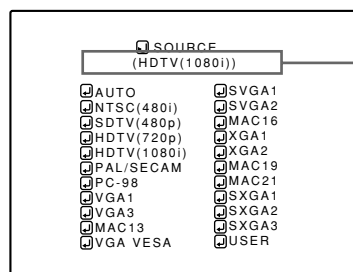 SOURCE
(HDTV(1080i))
AUTO
NTSC(480i)
SDTV(480p)
HDTV(720p)
HDTV(1080i)
PAL/SECAM
PC-98
VGA1
VGA3
MAC13
VGA VESA
SVGA1
SVGA2
MAC16
XGA1
XGA2
MAC19
MAC21
SXGA1
SXGA2
SXGA3
USER